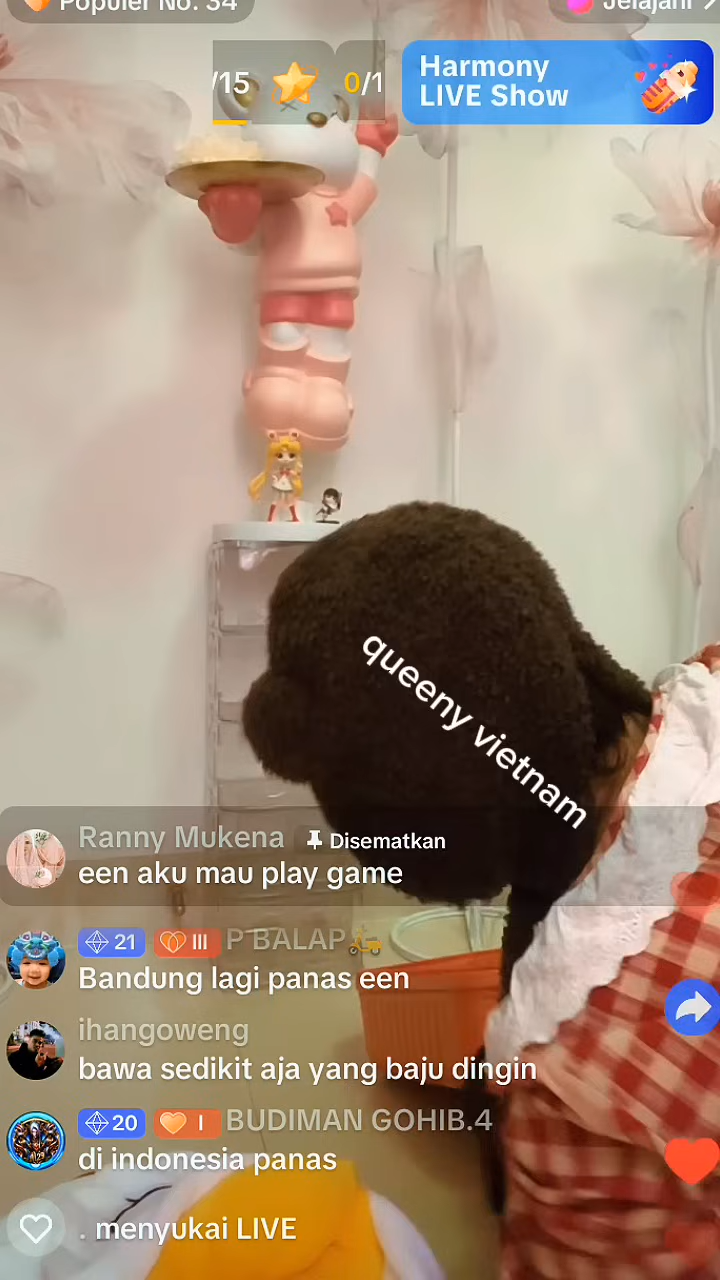 Populer No. 34
Jelajahi
/15
0/1
Harmony
LIVE Show
queeny vietnam
Ranny Mukena Disematkan
een aku mau play game
21 III P BALAP
Bandung lagi panas een
ihangoweng
bawa sedikit aja yang baju dingin
20 I BUDIMAN GOHIB.4
di indonesia panas
. menyukai LIVE